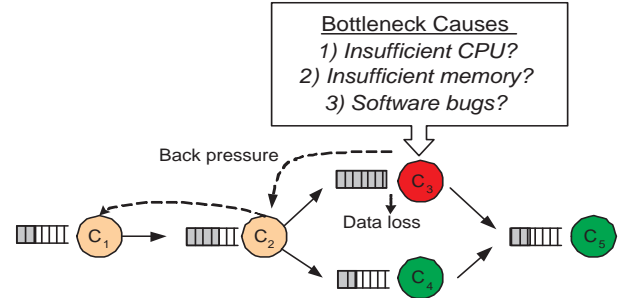 Bottleneck Causes
1) Insufficient CPU?
2) Insufficient memory?
3) Software bugs?
Back pressure
C3
Data loss
C1
C2
C5
C4